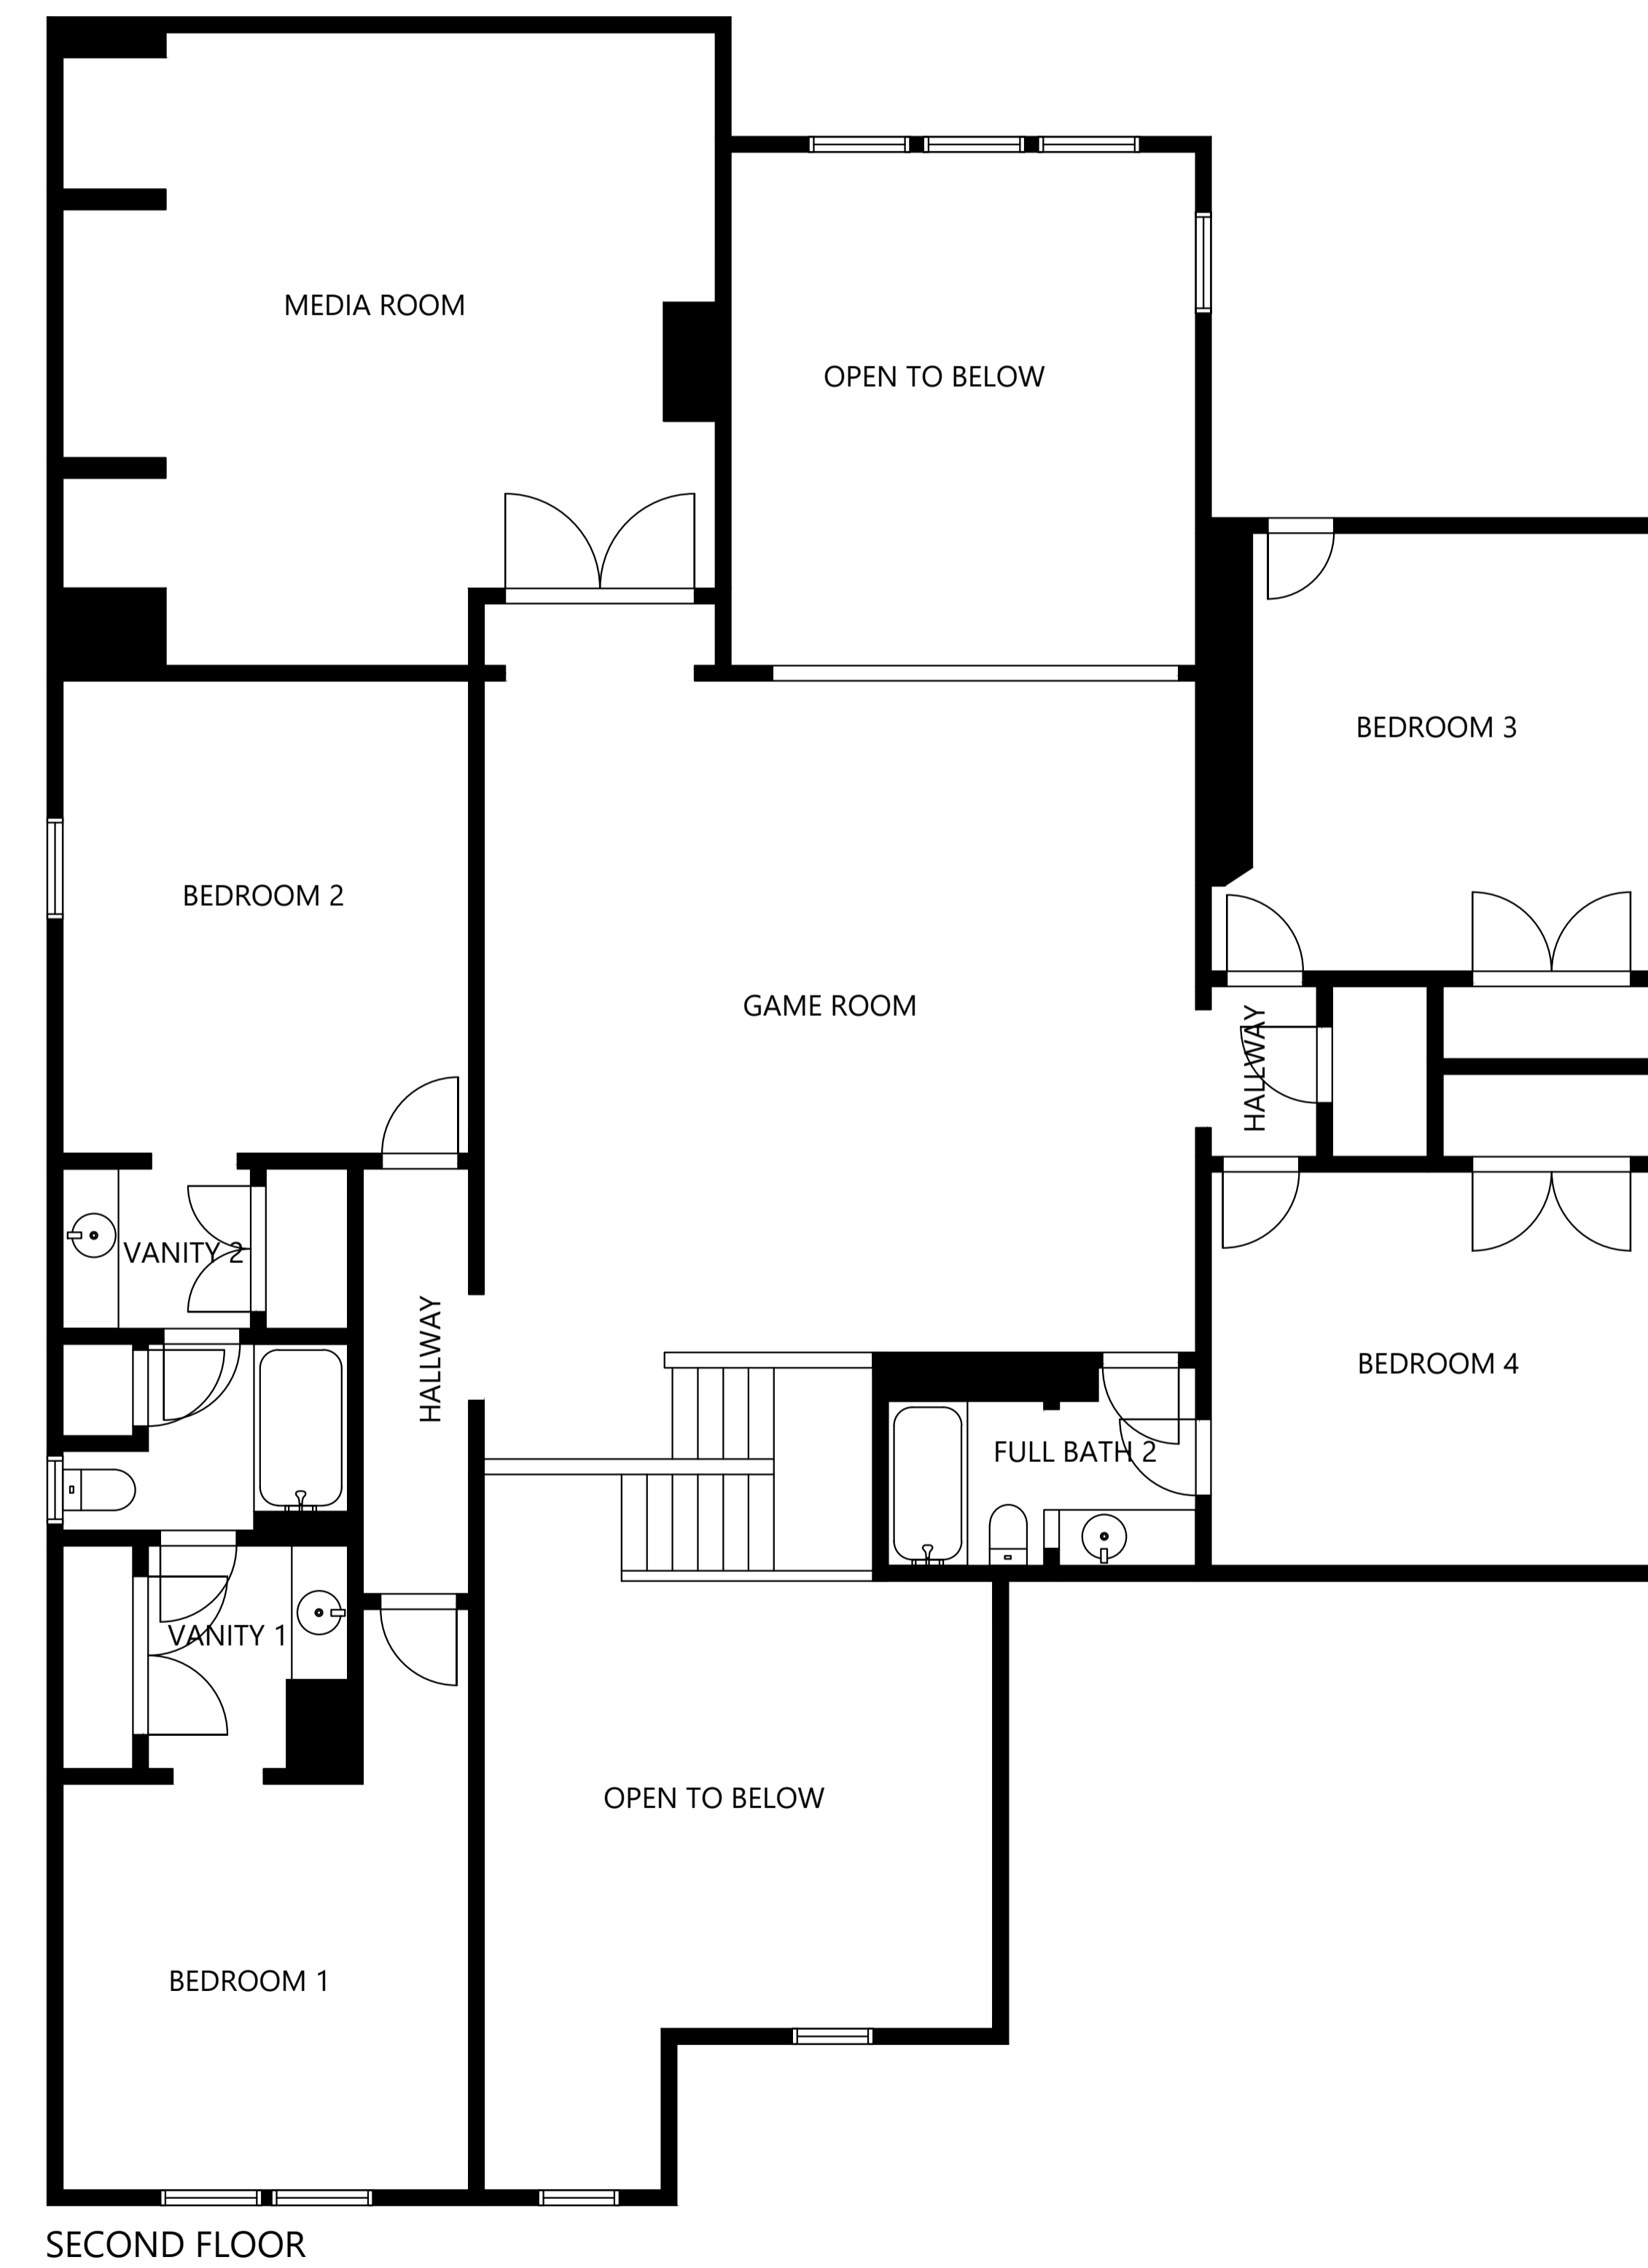 MEDIA ROOM
OPEN TO BELOW
BEDROOM 3
BEDROOM 2
GAME ROOM
HALLWAY
VANITY 2
HALLWAY
BEDROOM 4
FULL BATH 2
VANITY 1
OPEN TO BELOW
BEDROOM 1
SECOND FLOOR